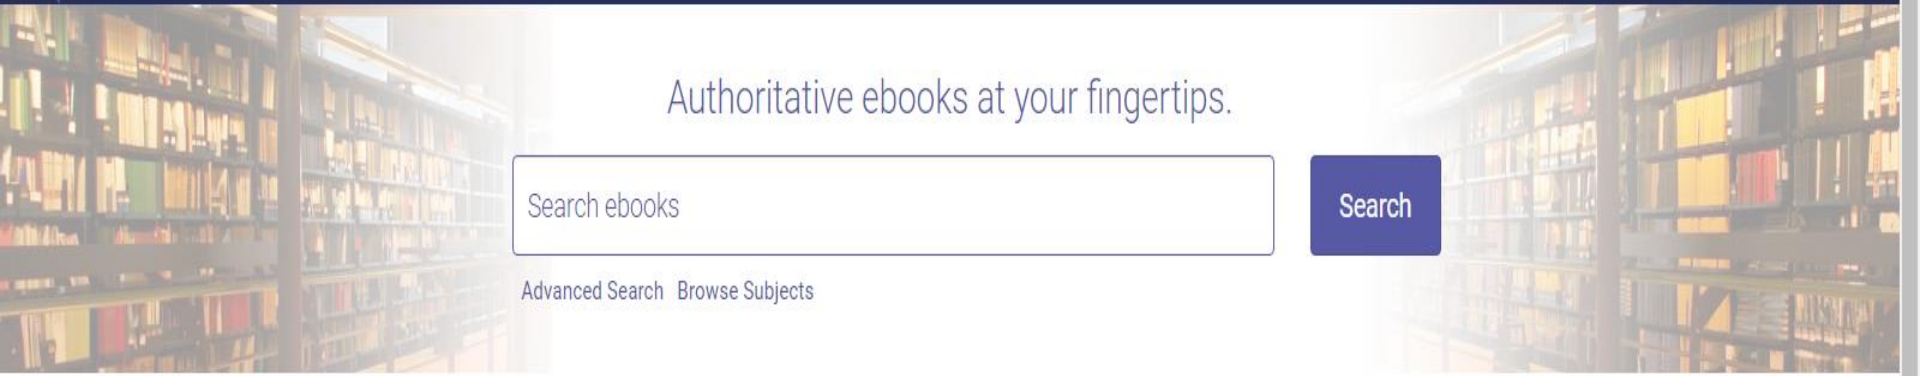 Authoritative ebooks at your fingertips.
Search ebooks
Search
Advanced Search Browse Subjects